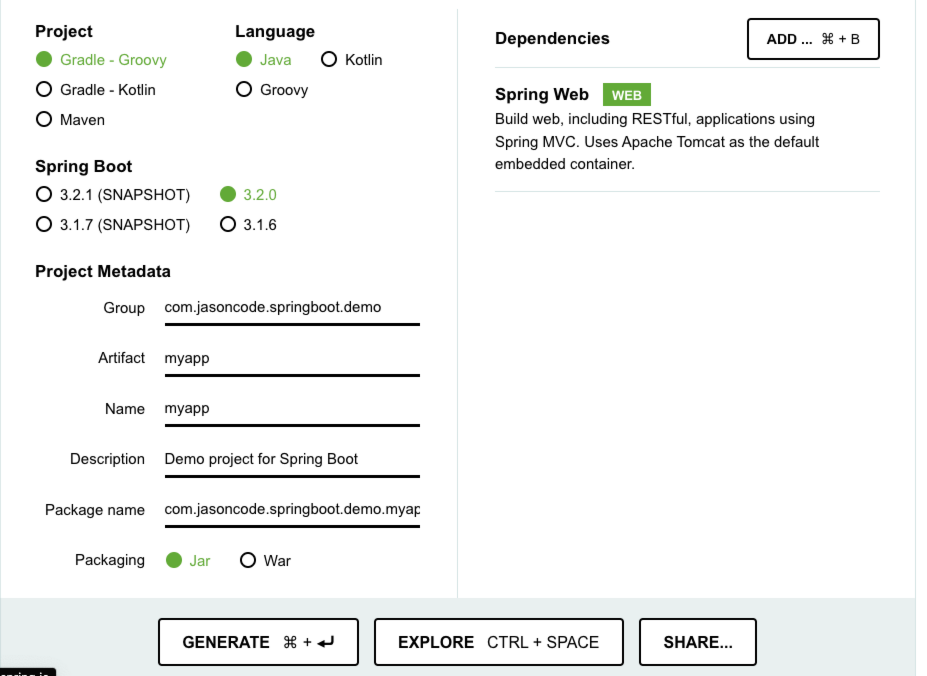 Project
Gradle - Groovy
Gradle - Kotlin
Maven
Language
Java Kotlin
Groovy
Spring Boot
3.2.1 (SNAPSHOT) 3.2.0
3.1.7 (SNAPSHOT) 3.1.6
Project Metadata
Group com.jasoncode.springboot.demo
Artifact myapp
Name myapp
Description Demo project for Spring Boot
Package name com.jasoncode.springboot.demo.myap
Packaging Jar War
Dependencies ADD ... ⌘ + B
Spring Web WEB
Build web, including RESTful, applications using
Spring MVC. Uses Apache Tomcat as the default
embedded container.
GENERATE ⌘ + ↵ EXPLORE CTRL + SPACE SHARE...